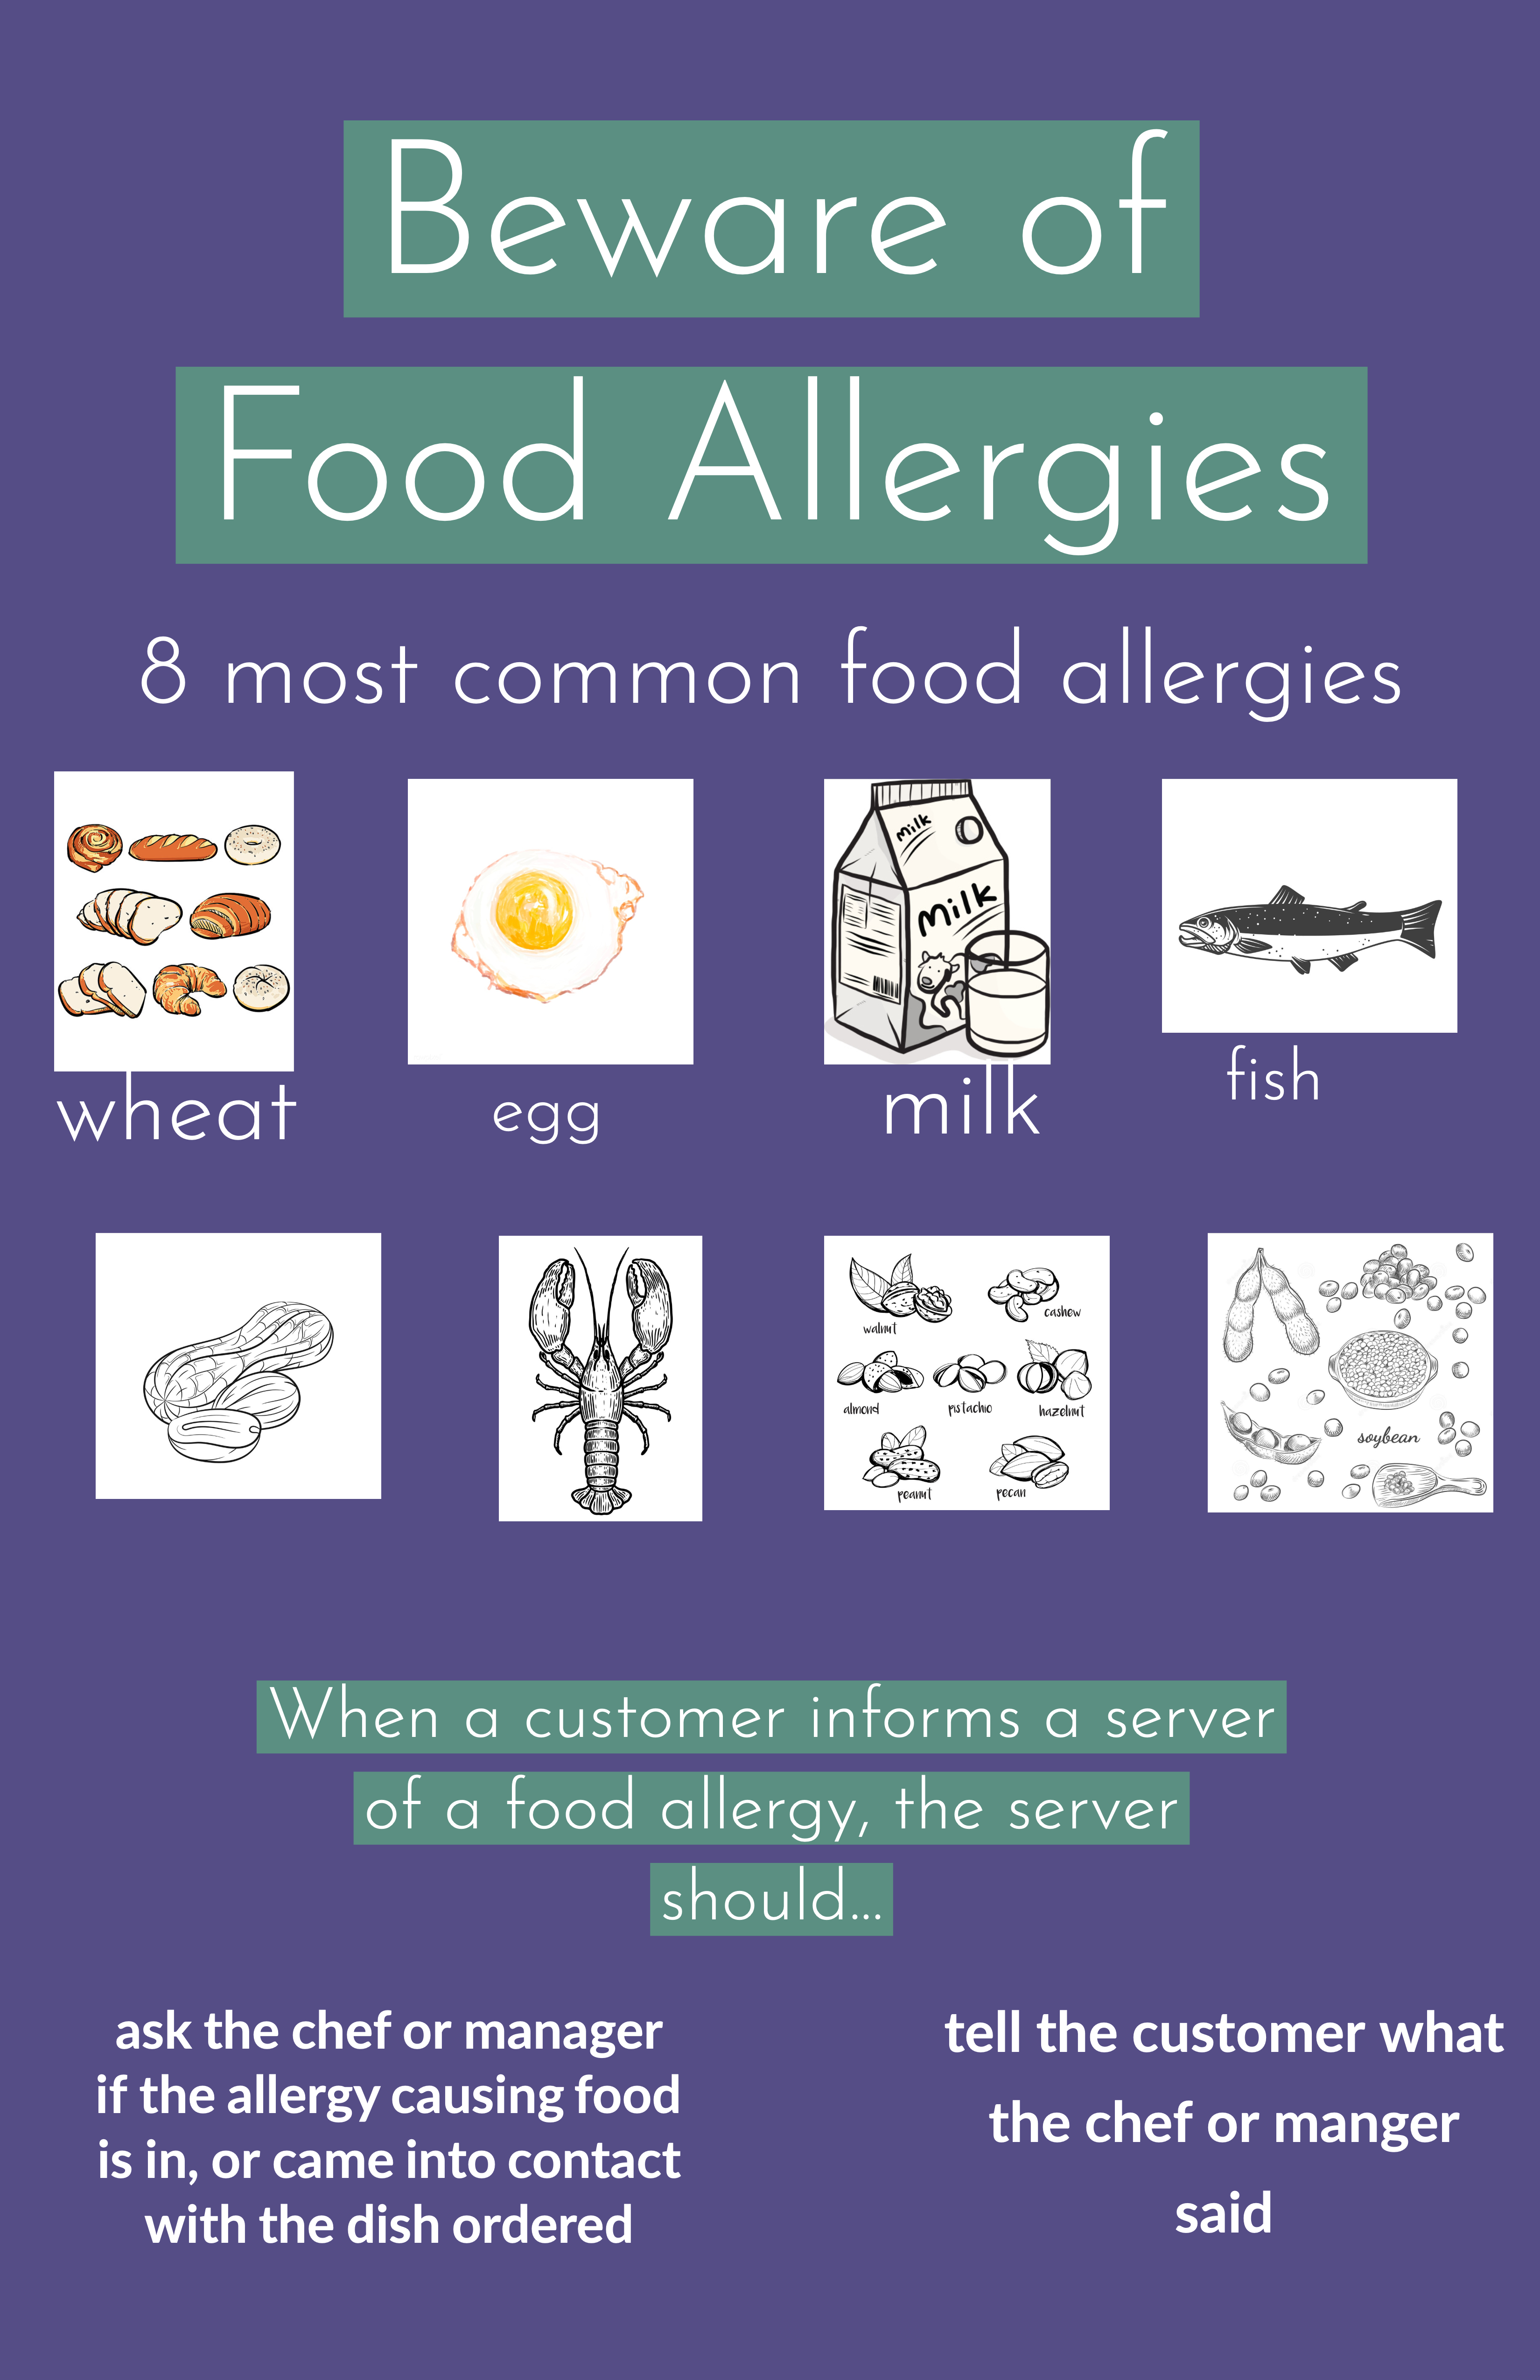 Beware of
Food Allergies
8 most common food allergies
milk
Milk
wheat
egg
milk
fish
walnut
cashew
almond
pistachio
hazelnut
peanut
pecan
soybean
When a customer informs a server
of a food allergy, the server
should...
ask the chef or manager
if the allergy causing food
is in, or came into contact
with the dish ordered
tell the customer what
the chef or manger
said